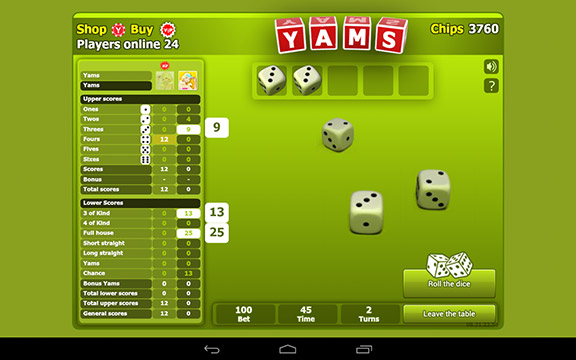 Shop Y Buy VIP
Players online 24
YAMS
Chips 3760
?
Yams
Yams
Upper scores
Ones 0 0
Twos 0 4
Threes 0 9
9
Fours 12 0
Fives 0 0
Sixes 0 0
Scores 12 0
Bonus - -
Total scores 12 0
Lower Scores
3 of Kind 0 13
13
4 of Kind 0 0
Full house 0 25
25
Short straight 0 0
Long straight 0 0
Yams 0 0
Chance 0 13
Bonus Yams 0 0
Total lower scores 0 0
Total upper scores 12 0
General scores 12 0
Roll the dice
100 45 2
Bet Time Turns
Leave the table